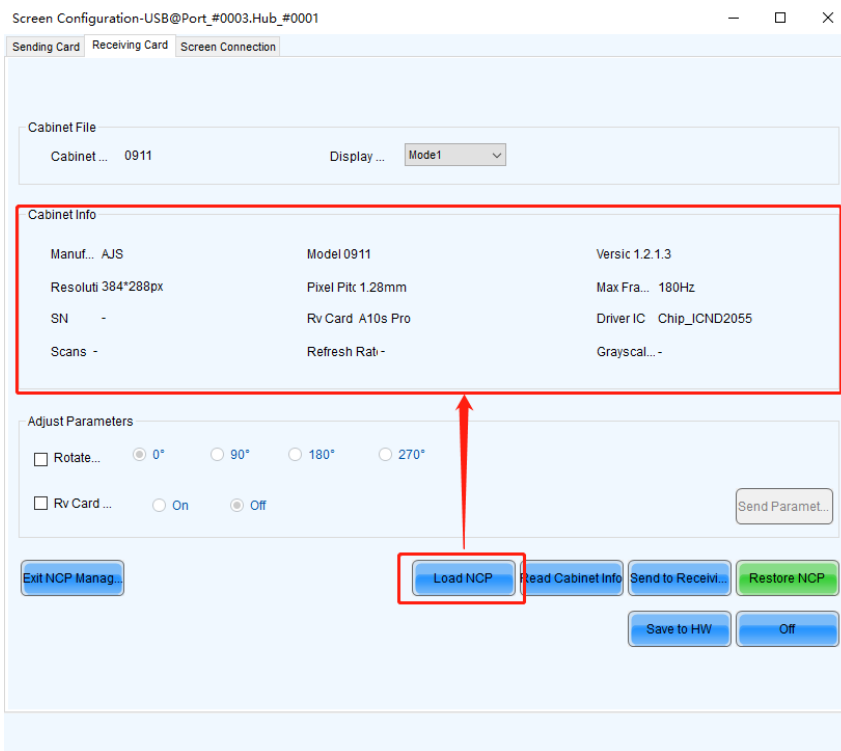 Screen Configuration-USB@Port_#0003.Hub_#0001
Sending Card Receiving Card Screen Connection
Cabinet File
Cabinet ... 0911 Display ... Mode1
Cabinet Info
Manuf... AJS Model 0911 Versic 1.2.1.3
Resoluti 384*288px Pixel Pitc 1.28mm Max Fra... 180Hz
SN - Rv Card A10s Pro Driver IC Chip_ICND2055
Scans - Refresh Rat - Grayscal... -
Adjust Parameters
Rotate... 0° 90° 180° 270°
Rv Card ... On Off Send Paramet...
Exit NCP Manag... Load NCP Read Cabinet Info Send to Receivi... Restore NCP
Save to HW Off